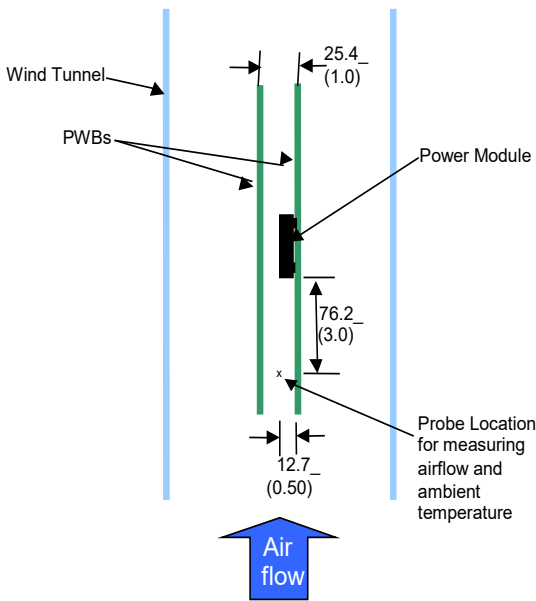 25.4_
(1.0)
Wind Tunnel
PWBs
Power Module
76.2_
(3.0)
x
Probe Location
for measuring
airflow and
ambient
temperature
12.7_
(0.50)
Air
flow